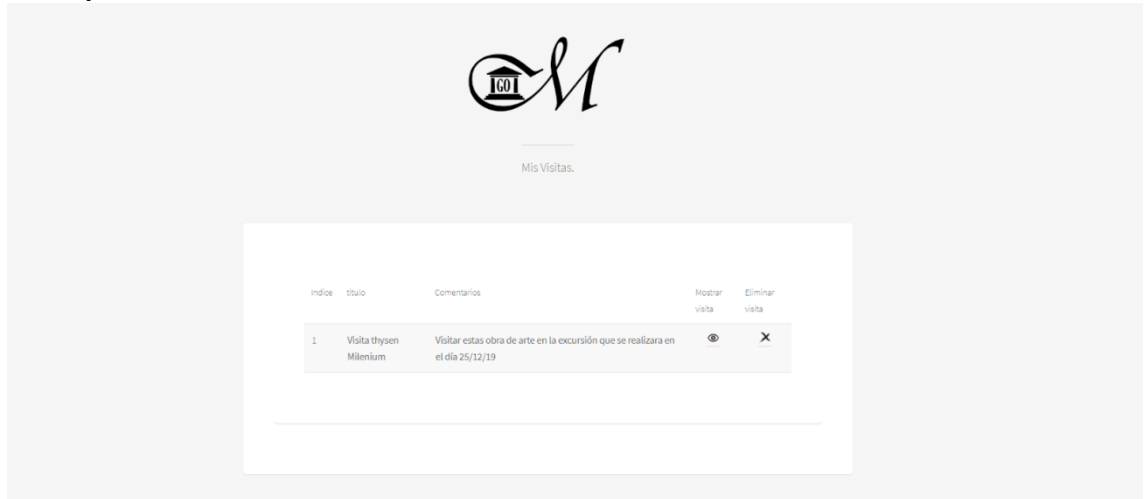 GO M
Mis Visitas.
Indice título Comentarios Mostrar visita Eliminar visita
1 Visita thysen Milenium Visitar estas obra de arte en la excursión que se realizara en el día 25/12/19